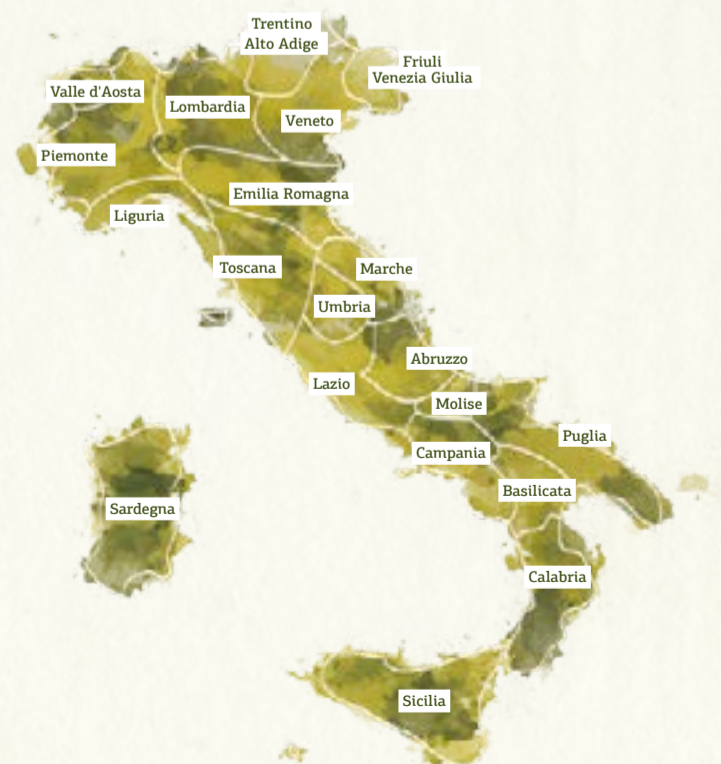 Trentino
Alto Adige
Friuli
Venezia Giulia
Valle d'Aosta
Lombardia
Veneto
Piemonte
Emilia Romagna
Liguria
Toscana
Marche
Umbria
Abruzzo
Lazio
Molise
Puglia
Campania
Basilicata
Sardegna
Calabria
Sicilia